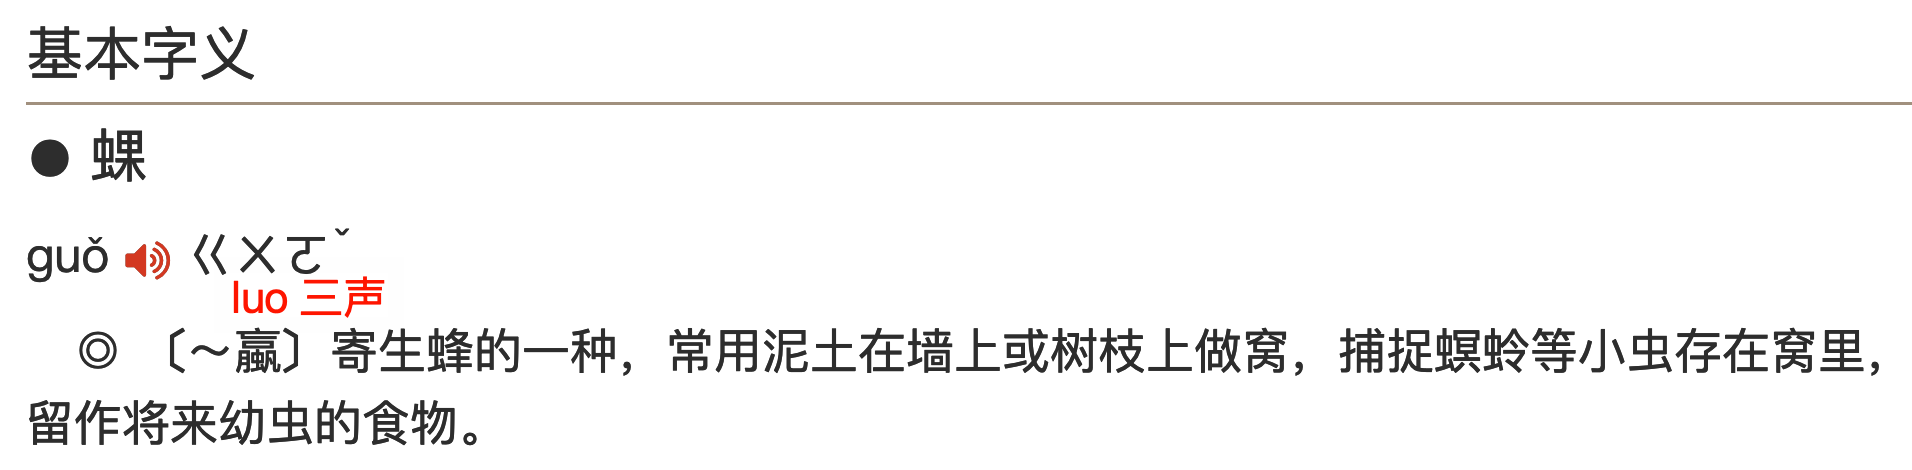 基本字义
● 蜾
guǒ ㄍㄨㄛˇ
luo 三声
◎ 〔～蠃〕寄生蜂的一种，常用泥土在墙上或树枝上做窝，捕捉螟蛉等小虫存在窝里，
留作将来幼虫的食物。